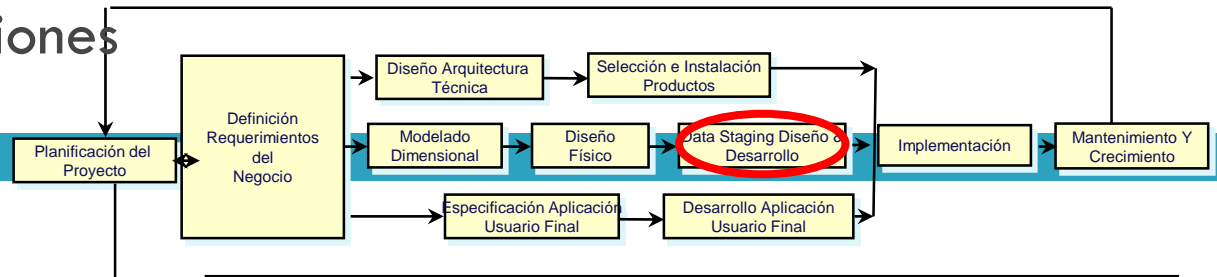 iones
Planificación del
Proyecto
Definición
Requerimientos
del
Negocio
Diseño Arquitectura
Técnica
Selección e Instalación
Productos
Modelado
Dimensional
Diseño
Físico
Data Staging Diseño &
Desarrollo
Especificación Aplicación
Usuario Final
Desarrollo Aplicación
Usuario Final
Implementación
Mantenimiento Y
Crecimiento